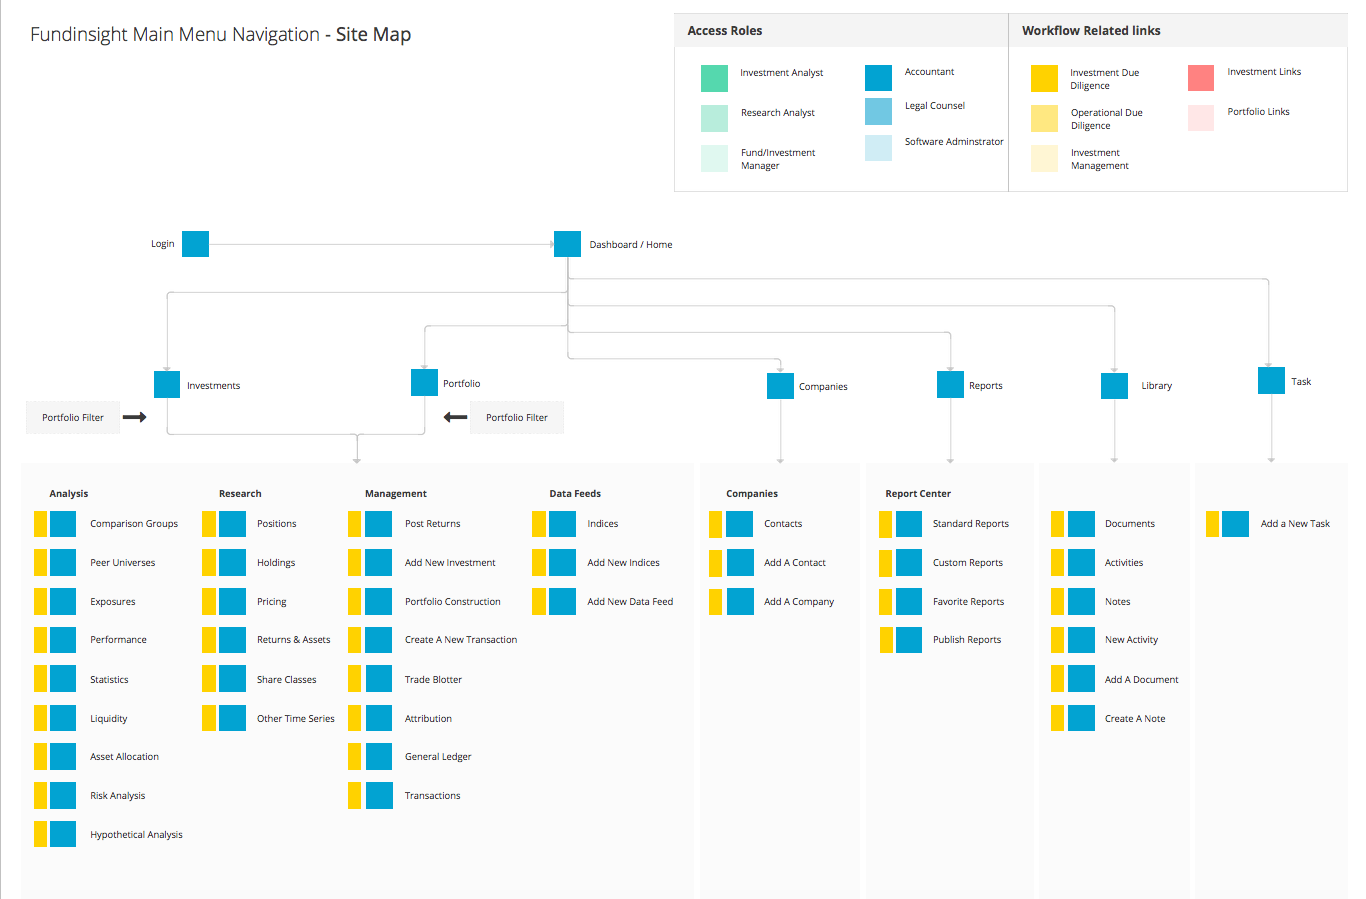 Fundinsight Main Menu Navigation - Site Map
Access Roles
Investment Analyst
Research Analyst
Fund/Investment
Manager
Accountant
Legal Counsel
Software Adminstrator
Workflow Related links
Investment Due
Diligence
Operational Due
Diligence
Investment
Management
Investment Links
Portfolio Links
Login
Dashboard / Home
Investments
Portfolio
Companies
Reports
Library
Task
Portfolio Filter
Portfolio Filter
Analysis
Comparison Groups
Peer Universes
Exposures
Performance
Statistics
Liquidity
Asset Allocation
Risk Analysis
Hypothetical Analysis
Research
Positions
Holdings
Pricing
Returns & Assets
Share Classes
Other Time Series
Management
Post Returns
Add New Investment
Portfolio Construction
Create A New Transaction
Trade Blotter
Attribution
General Ledger
Transactions
Data Feeds
Indices
Add New Indices
Add New Data Feed
Companies
Contacts
Add A Contact
Add A Company
Report Center
Standard Reports
Custom Reports
Favorite Reports
Publish Reports
Documents
Activities
Notes
New Activity
Add A Document
Create A Note
Add a New Task